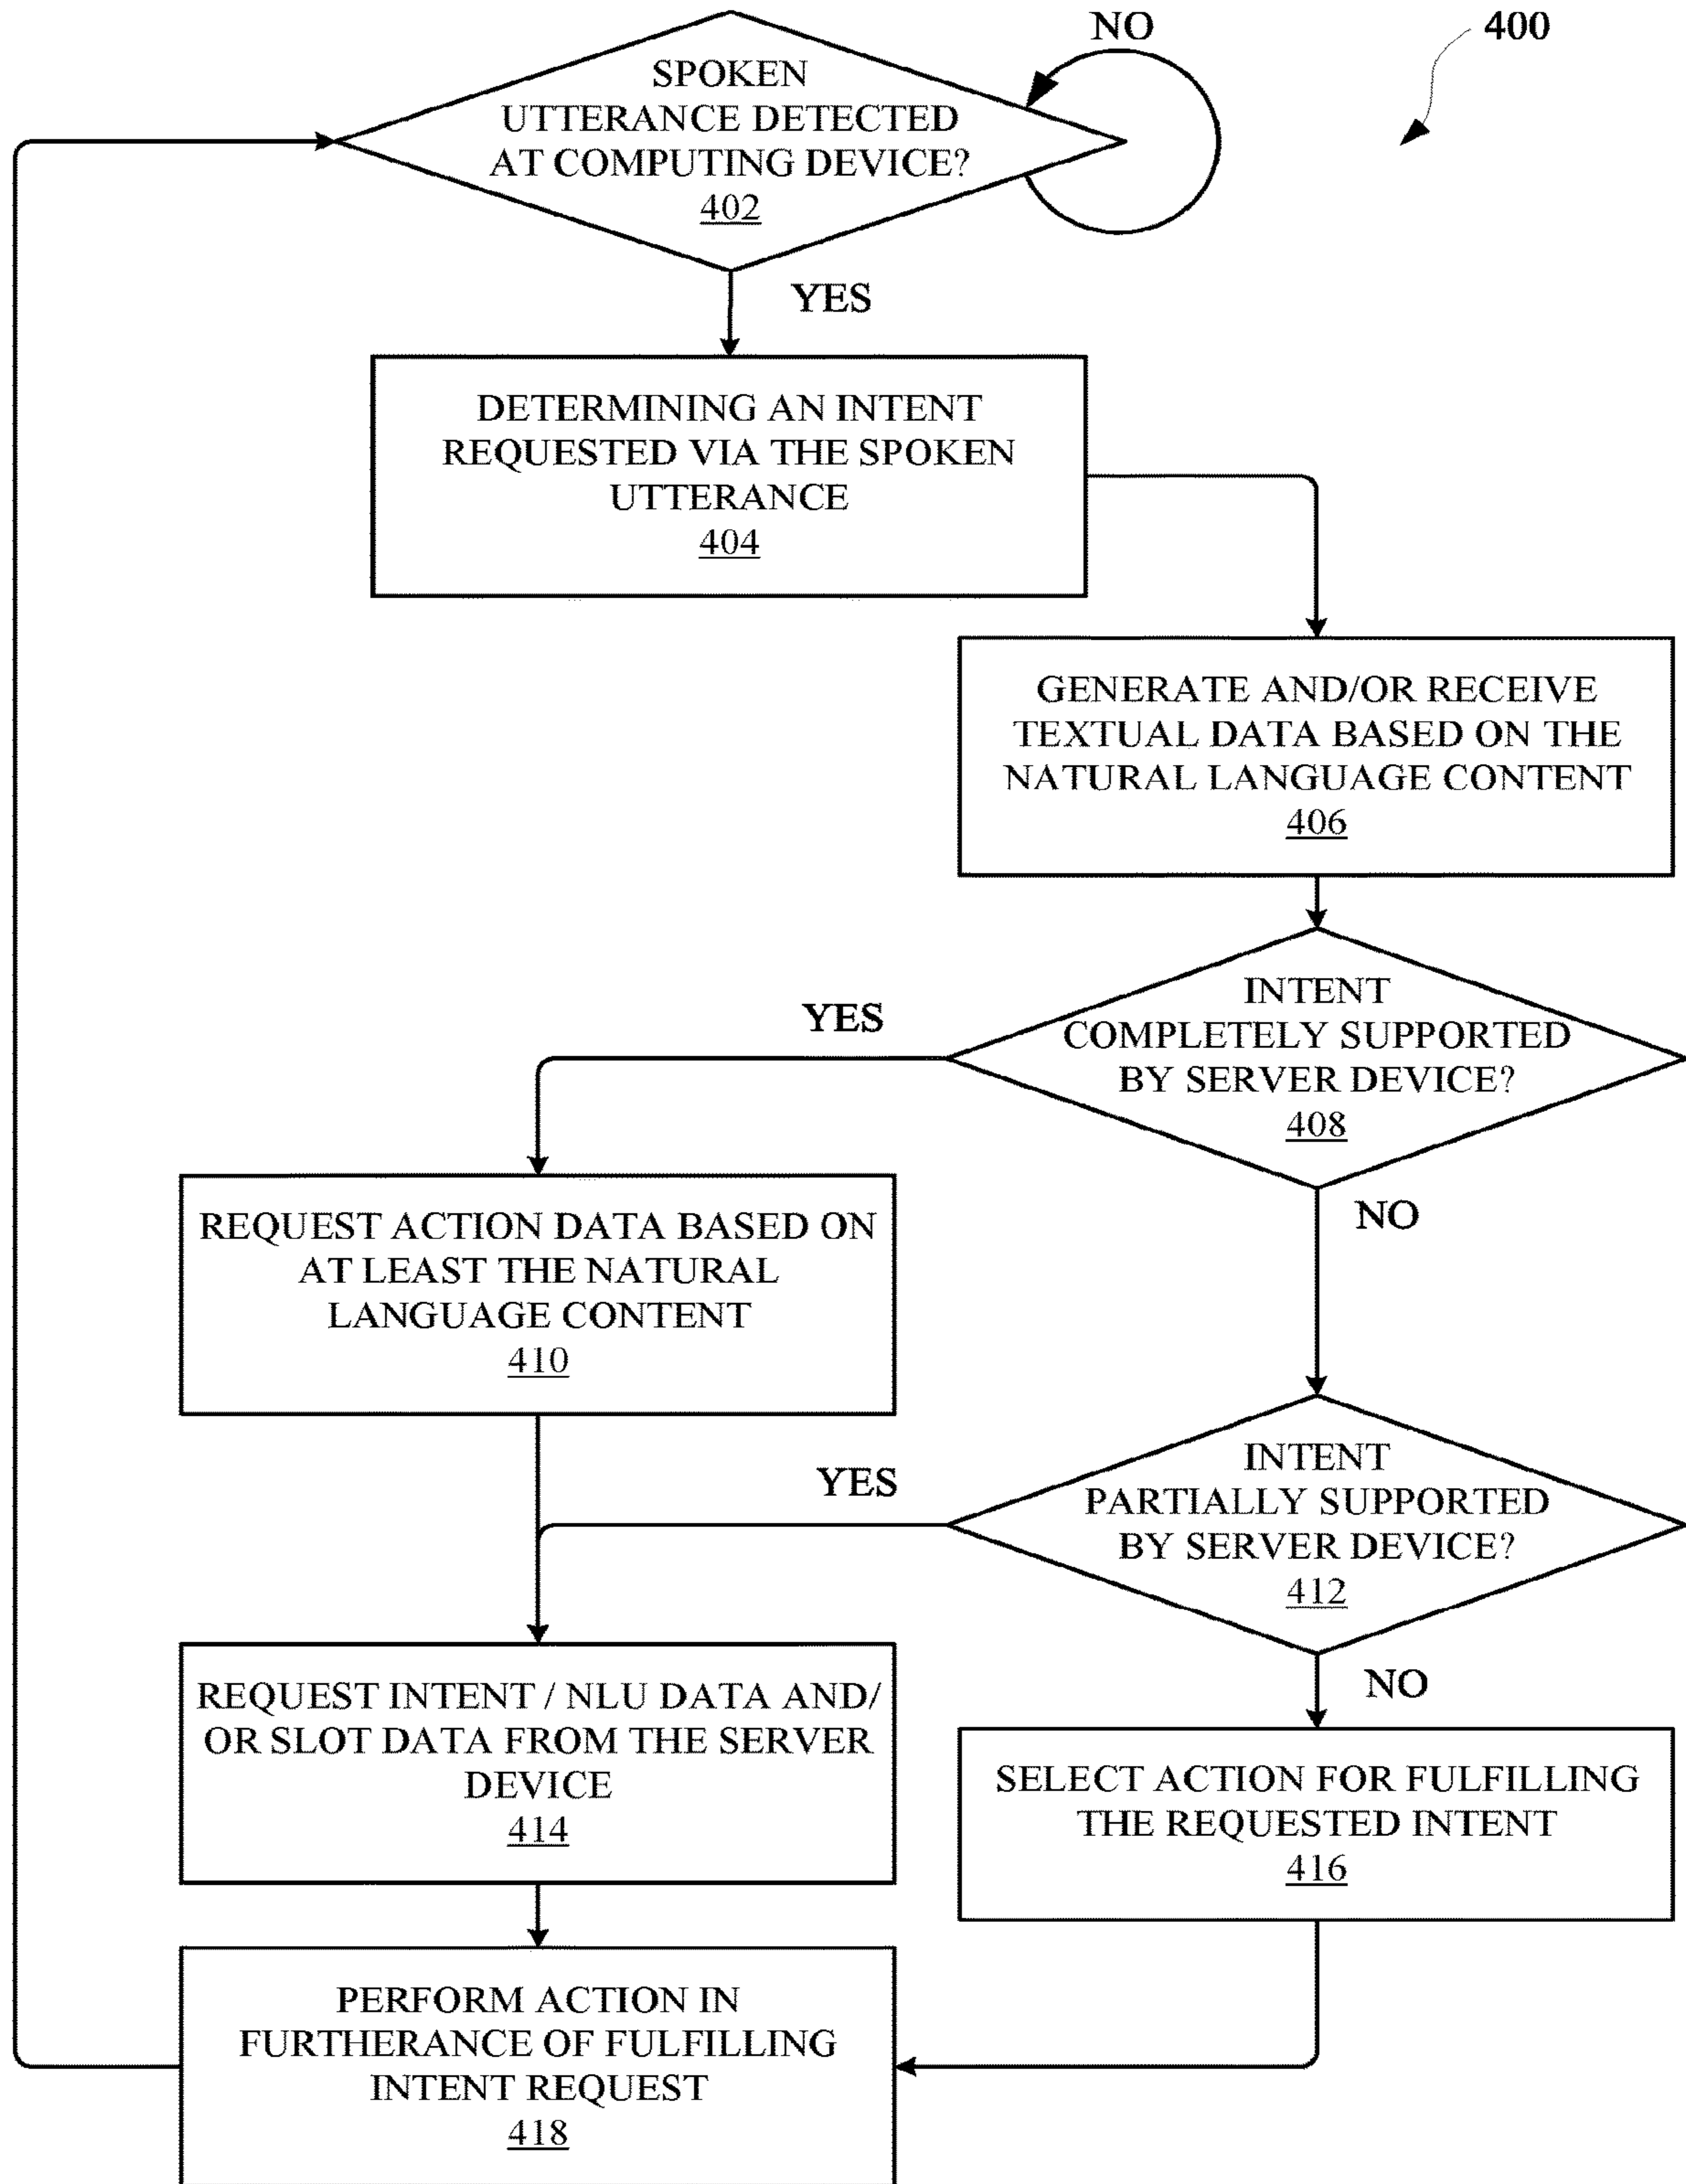 NO
400
SPOKEN
UTTERANCE DETECTED
AT COMPUTING DEVICE?
402
YES
DETERMINING AN INTENT
REQUESTED VIA THE SPOKEN
UTTERANCE
404
GENERATE AND/OR RECEIVE
TEXTUAL DATA BASED ON THE
NATURAL LANGUAGE CONTENT
406
INTENT
COMPLETELY SUPPORTED
BY SERVER DEVICE?
408
YES
NO
REQUEST ACTION DATA BASED ON
AT LEAST THE NATURAL
LANGUAGE CONTENT
410
INTENT
PARTIALLY SUPPORTED
BY SERVER DEVICE?
412
YES
NO
REQUEST INTENT / NLU DATA AND/
OR SLOT DATA FROM THE SERVER
DEVICE
414
SELECT ACTION FOR FULFILLING
THE REQUESTED INTENT
416
PERFORM ACTION IN
FURTHERANCE OF FULFILLING
INTENT REQUEST
418